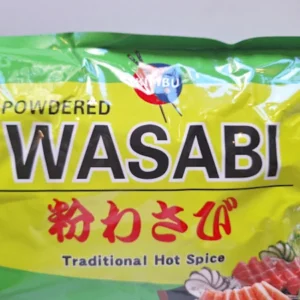 POWDERED
WASABI
粉わさび
Traditional Hot Spice